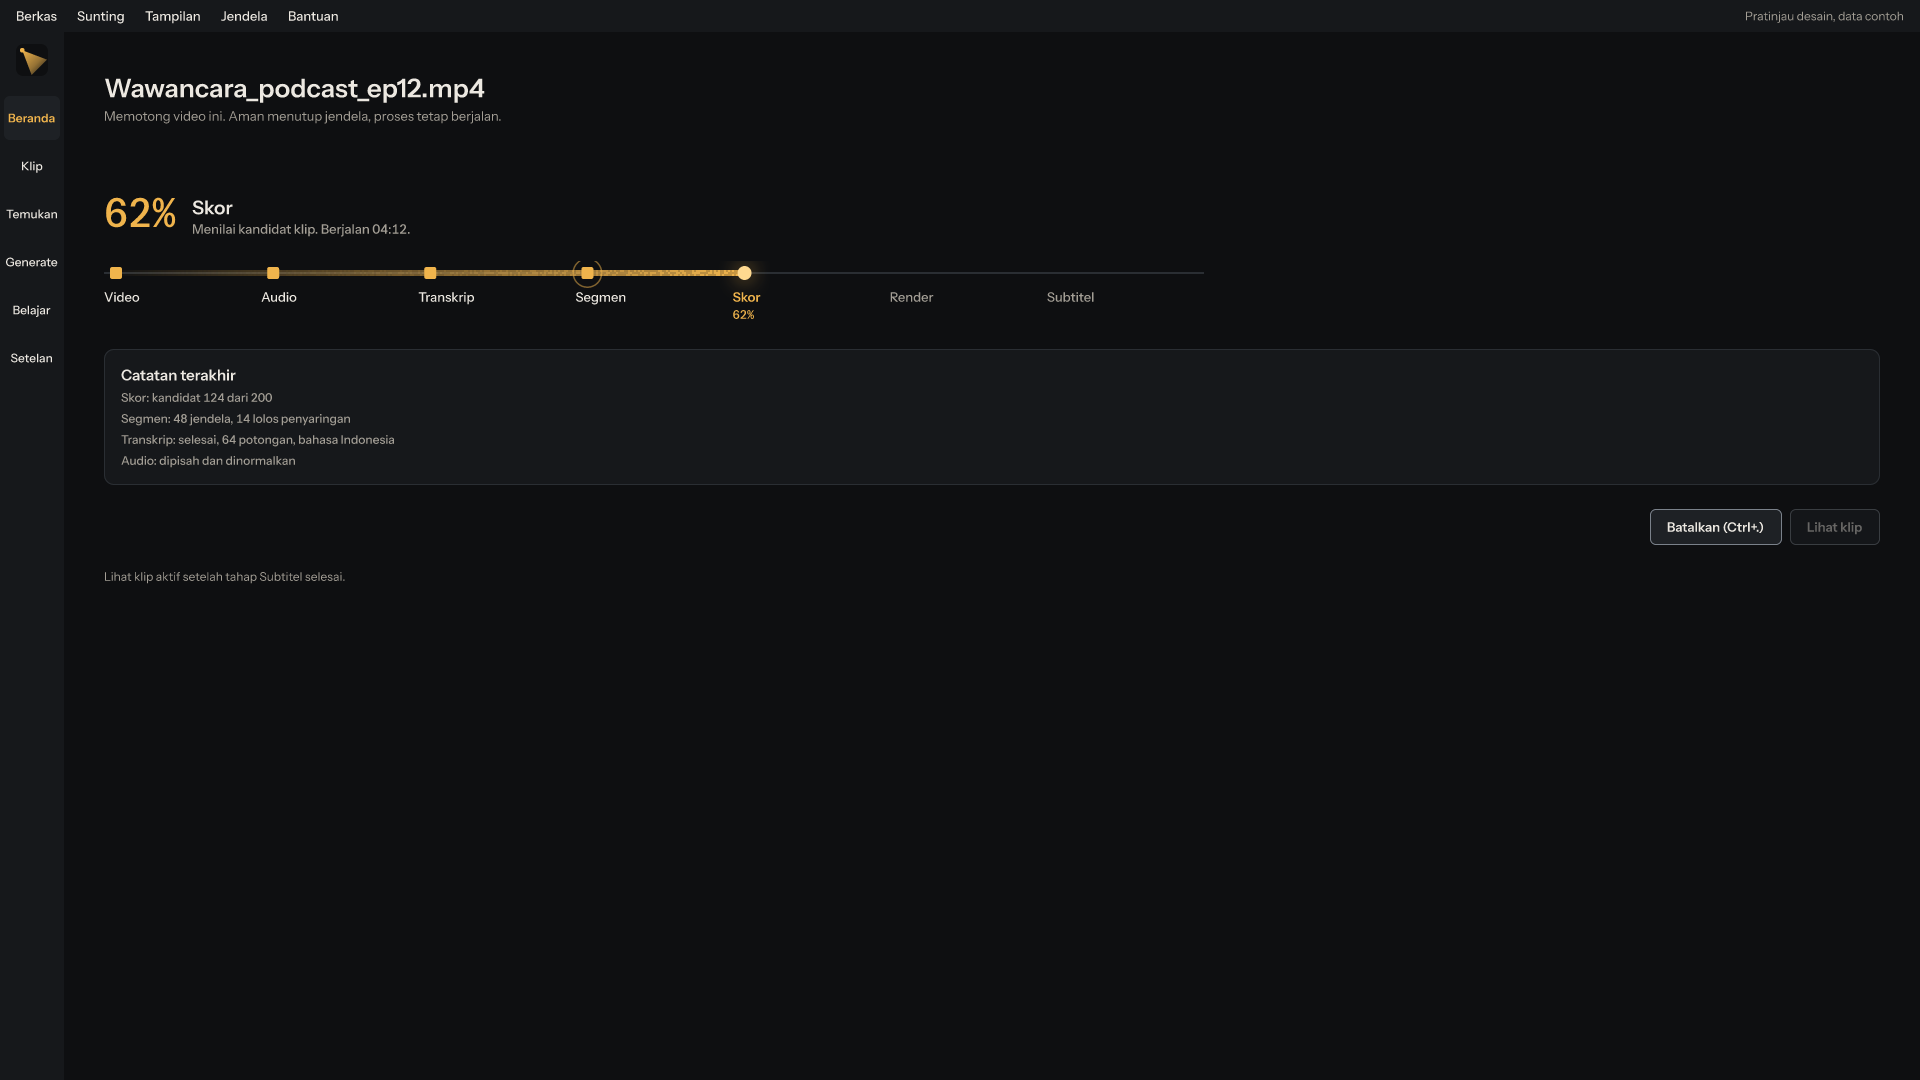 Berkas Sunting Tampilan Jendela Bantuan
Pratinjau desain, data contoh
Beranda
Klip
Temukan
Generate
Belajar
Setelan
Wawancara_podcast_ep12.mp4
Memotong video ini. Aman menutup jendela, proses tetap berjalan.
62%
Skor
Menilai kandidat klip. Berjalan 04:12.
Video Audio Transkrip Segmen Skor Render Subtitel
62%
Catatan terakhir
Skor: kandidat 124 dari 200
Segmen: 48 jendela, 14 lolos penyaringan
Transkrip: selesai, 64 potongan, bahasa Indonesia
Audio: dipisah dan dinormalkan
Batalkan (Ctrl+.) Lihat klip
Lihat klip aktif setelah tahap Subtitel selesai.